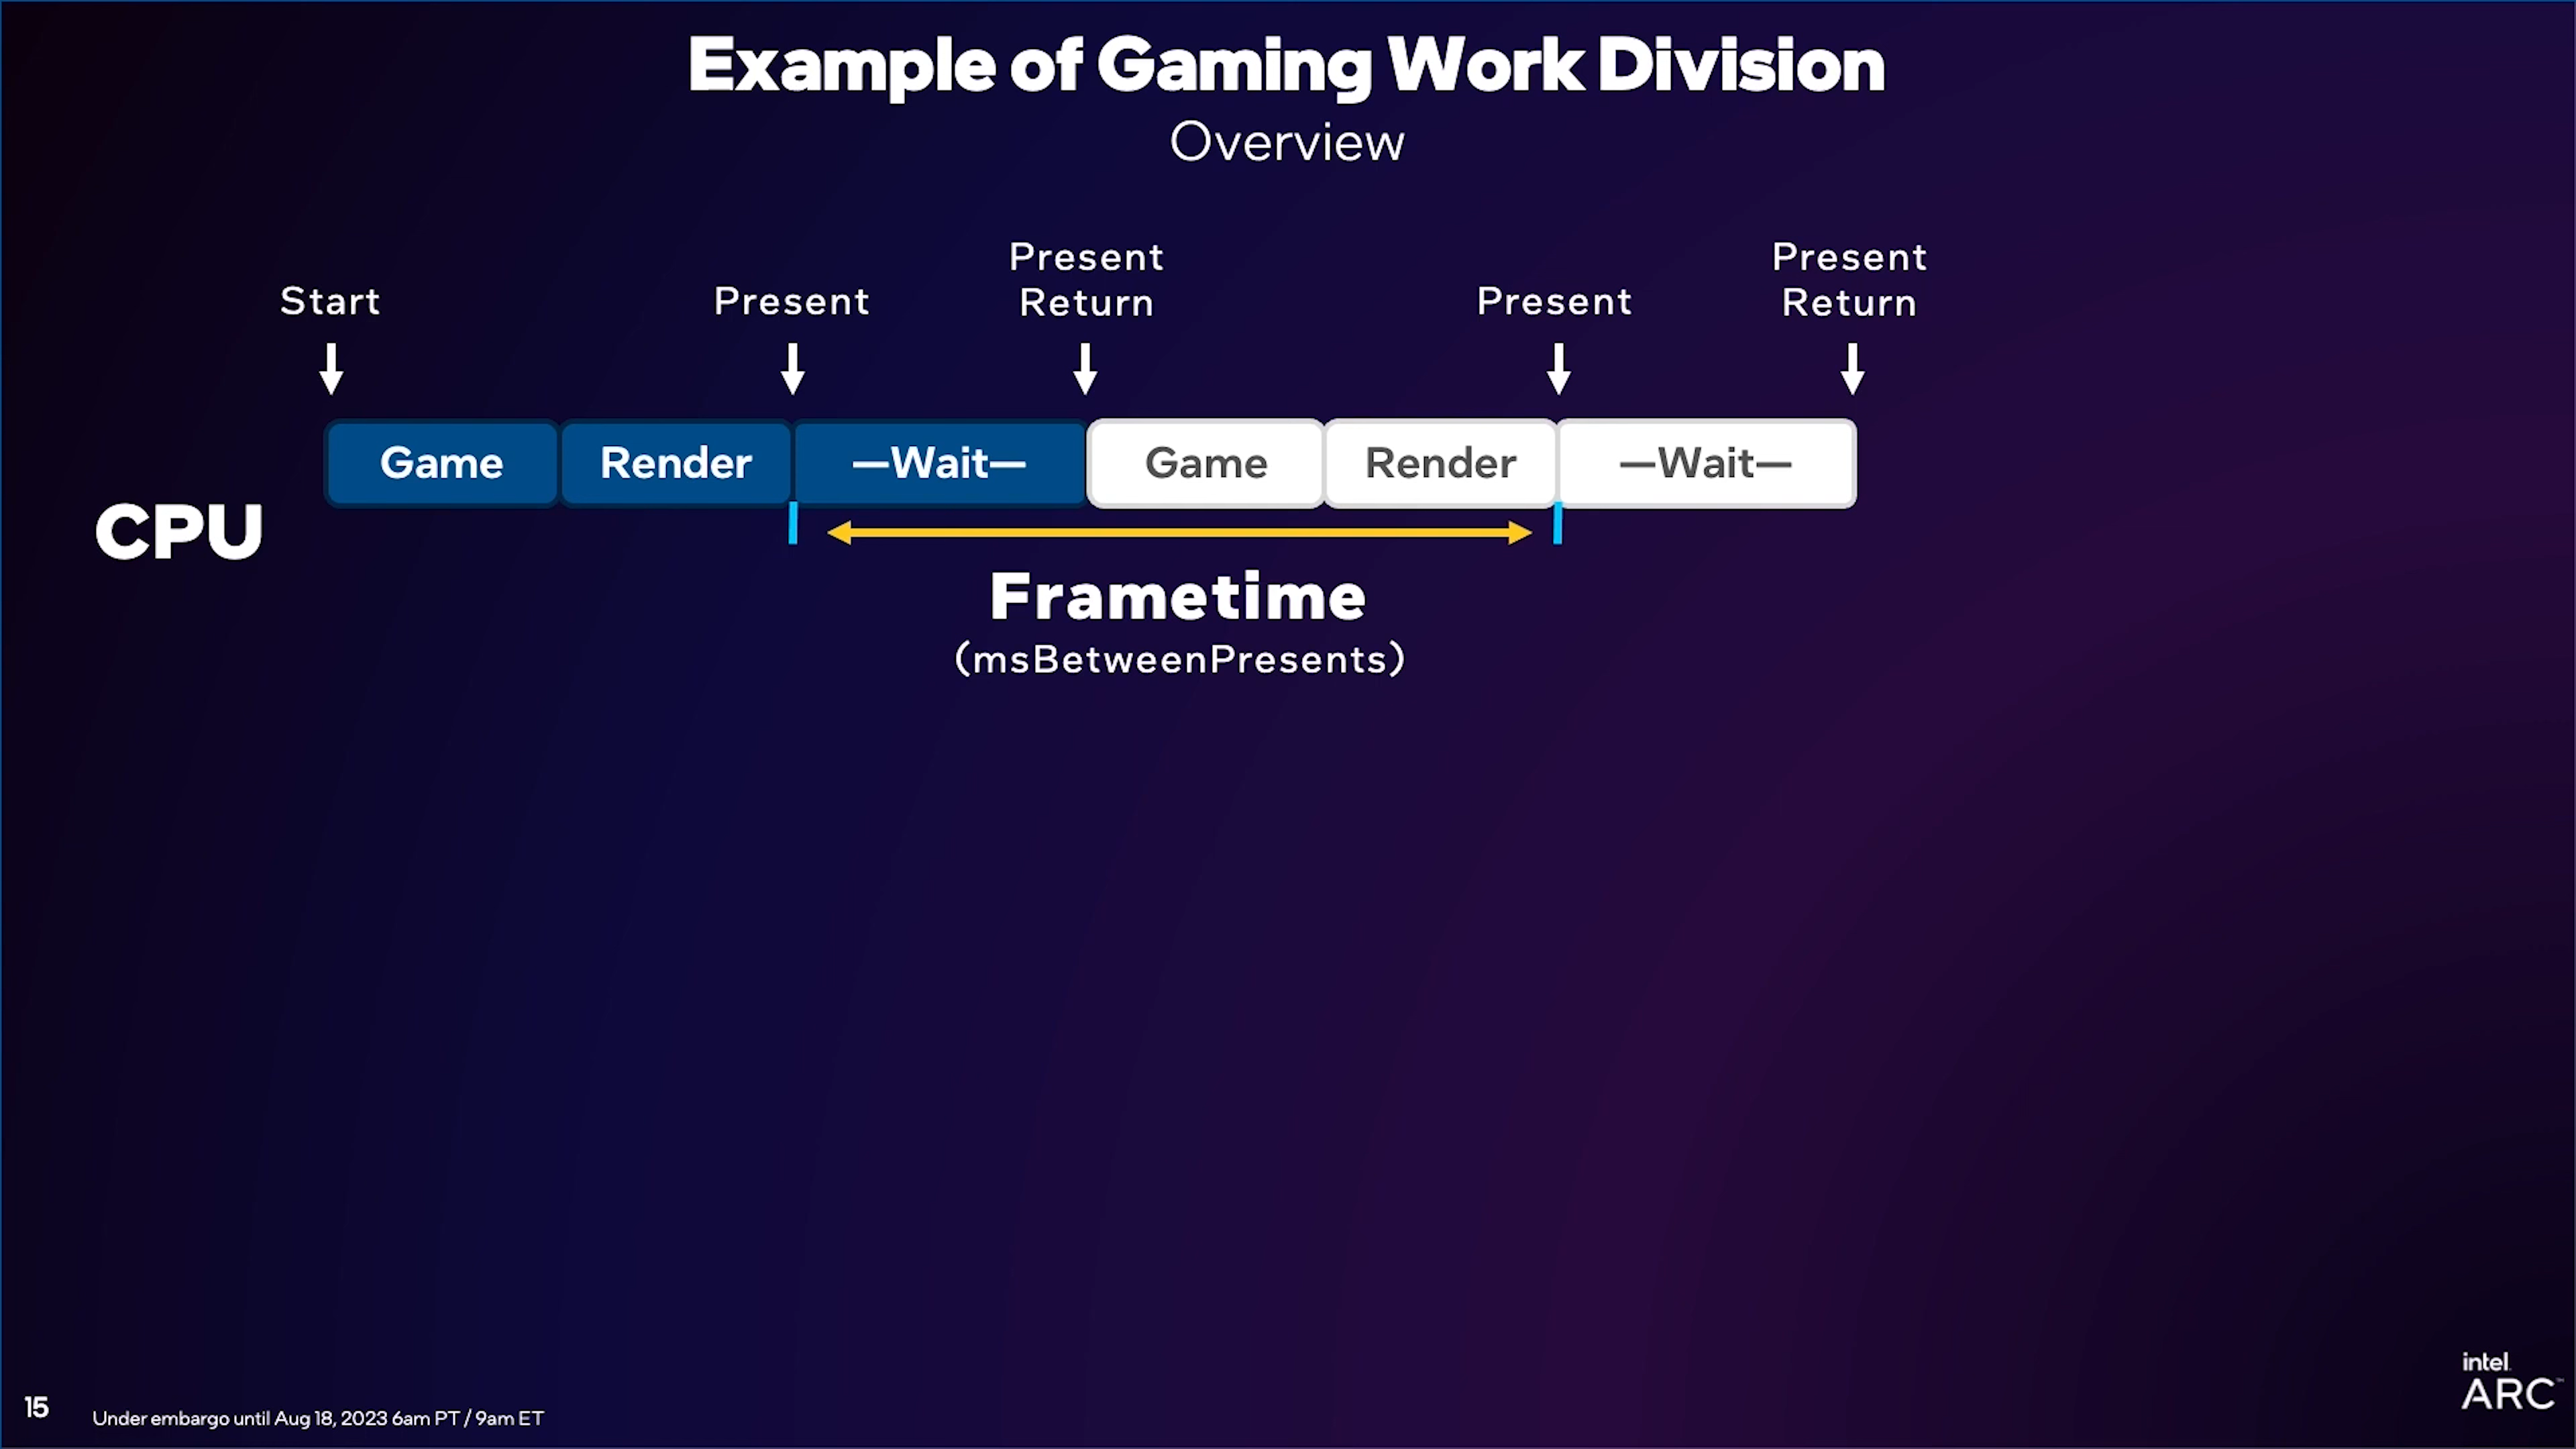 Example of Gaming Work Division
Overview
Start
Present
Present
Return
Present
Present
Return
Game
Render
—Wait—
Game
Render
—Wait—
CPU
Frametime
(msBetweenPresents)
15
Under embargo until Aug 18, 2023 6am PT / 9am ET
intel.
ARC™